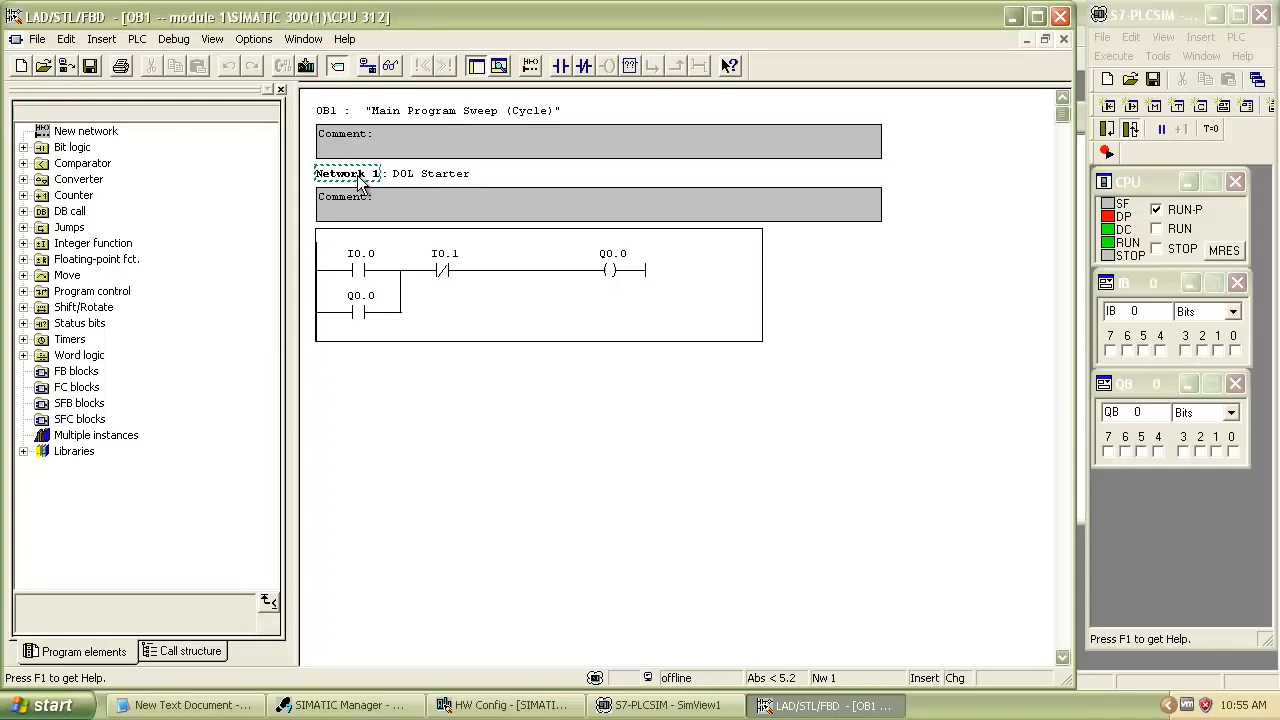 LAD/STL/FBD - [OB1 -- module 1\SIMATIC 300(1)\CPU 312]
File Edit Insert PLC Debug View Options Window Help
New network
Bit logic
Comparator
Converter
Counter
DB call
Jumps
Integer function
Floating-point fct.
Move
Program control
Shift/Rotate
Status bits
Timers
Word logic
FB blocks
FC blocks
SFB blocks
SFC blocks
Multiple instances
Libraries
Program elements
Call structure
OB1 : "Main Program Sweep (Cycle)"
Comment:
Network 1: DOL Starter
Comment:
I0.0 I0.1 Q0.0
Q0.0
Press F1 to get Help.
offline Abs < 5.2 Nw 1 Insert Chg
S7-PLCSIM -...
File Edit View Insert PLC
Execute Tools Window Help
+1 T=0
CPU
SF
DP
DC
RUN
STOP
RUN-P
RUN
STOP MRES
IB 0
IB 0 Bits
7 6 5 4 3 2 1 0
QB 0
QB 0 Bits
7 6 5 4 3 2 1 0
Press F1 to get Help.
start
New Text Document -...
SIMATIC Manager - ...
HW Config - [SIMATI...
S7-PLCSIM - SimView1
LAD/STL/FBD - [OB1 ...
10:55 AM